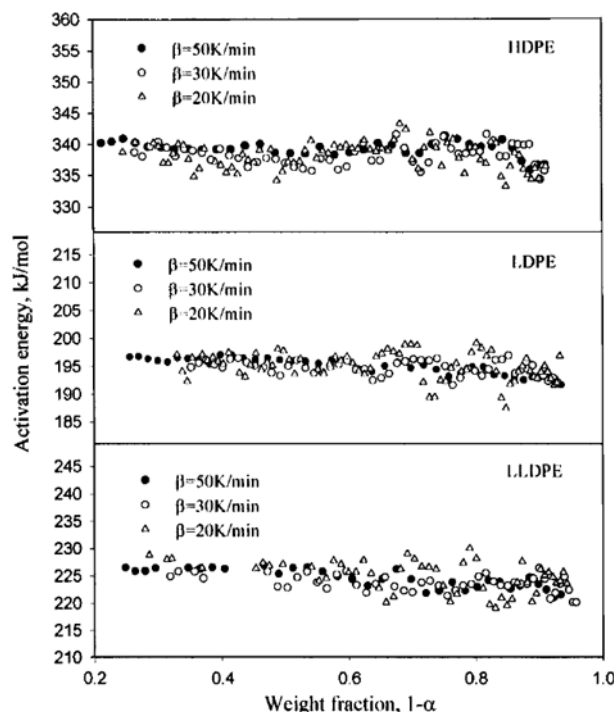 360
355
350
345
340
335
330
HDPE
β=50K/min
β=30K/min
β=20K/min
215
210
205
200
195
190
185
LDPE
β=50K/min
β=30K/min
β=20K/min
245
240
235
230
225
220
215
210
LLDPE
β=50K/min
β=30K/min
β=20K/min
0.2
0.4
0.6
0.8
1.0
Activation energy, kJ/mol
Weight fraction, 1-α